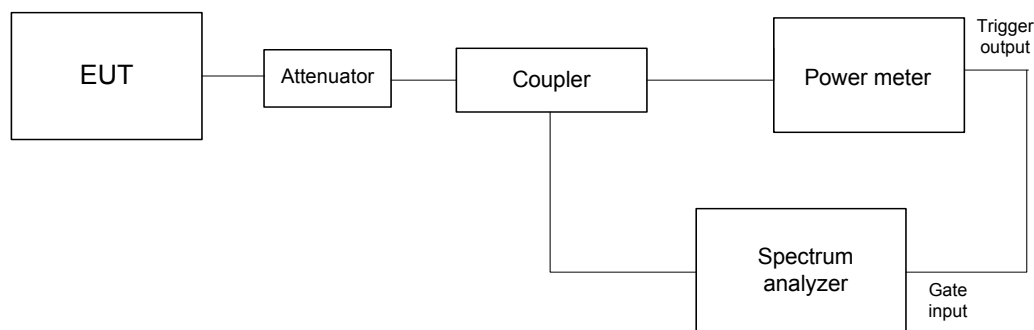 EUT
Attenuator
Coupler
Power meter
Trigger
output
Spectrum
analyzer
Gate
input